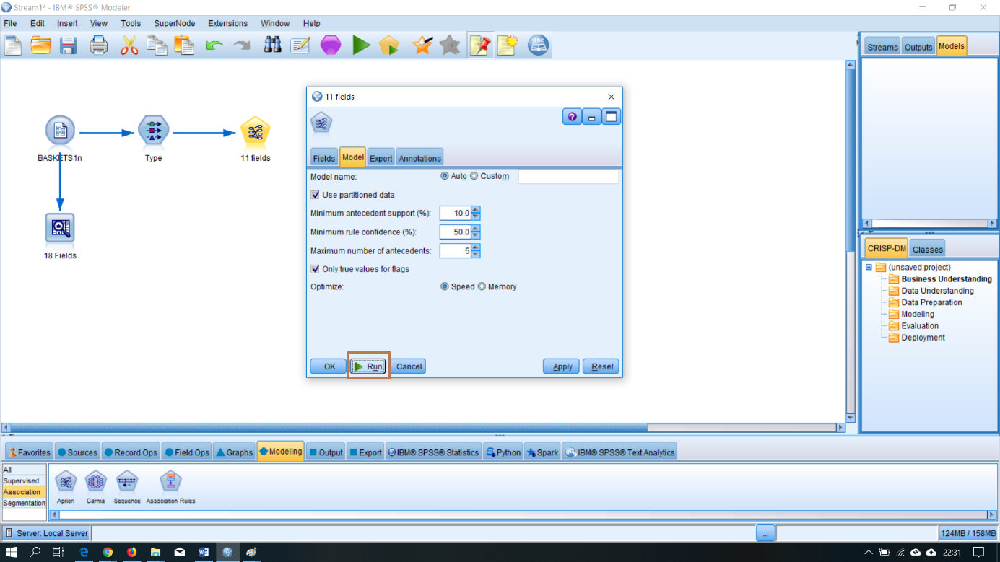 Stream1* - IBM® SPSS® Modeler
File Edit Insert View Tools SuperNode Extensions Window Help
abc
Streams Outputs Models
BASKETS1n
Type
11 fields
18 Fields
11 fields
Fields Model Expert Annotations
Model name: Auto Custom
Use partitioned data
Minimum antecedent support (%): 10.0
Minimum rule confidence (%): 50.0
Maximum number of antecedents: 5
Only true values for flags
Optimize: Speed Memory
OK Run Cancel Apply Reset
CRISP-DM Classes
(unsaved project)
Business Understanding
Data Understanding
Data Preparation
Modeling
Evaluation
Deployment
Favorites Sources Record Ops Field Ops Graphs Modeling Output Export IBM® SPSS® Statistics Python Spark IBM® SPSS® Text Analytics
All
Supervised
Association
Segmentation
Apriori Carma Sequence Association Rules
Server: Local Server ... 124MB / 158MB
22:31